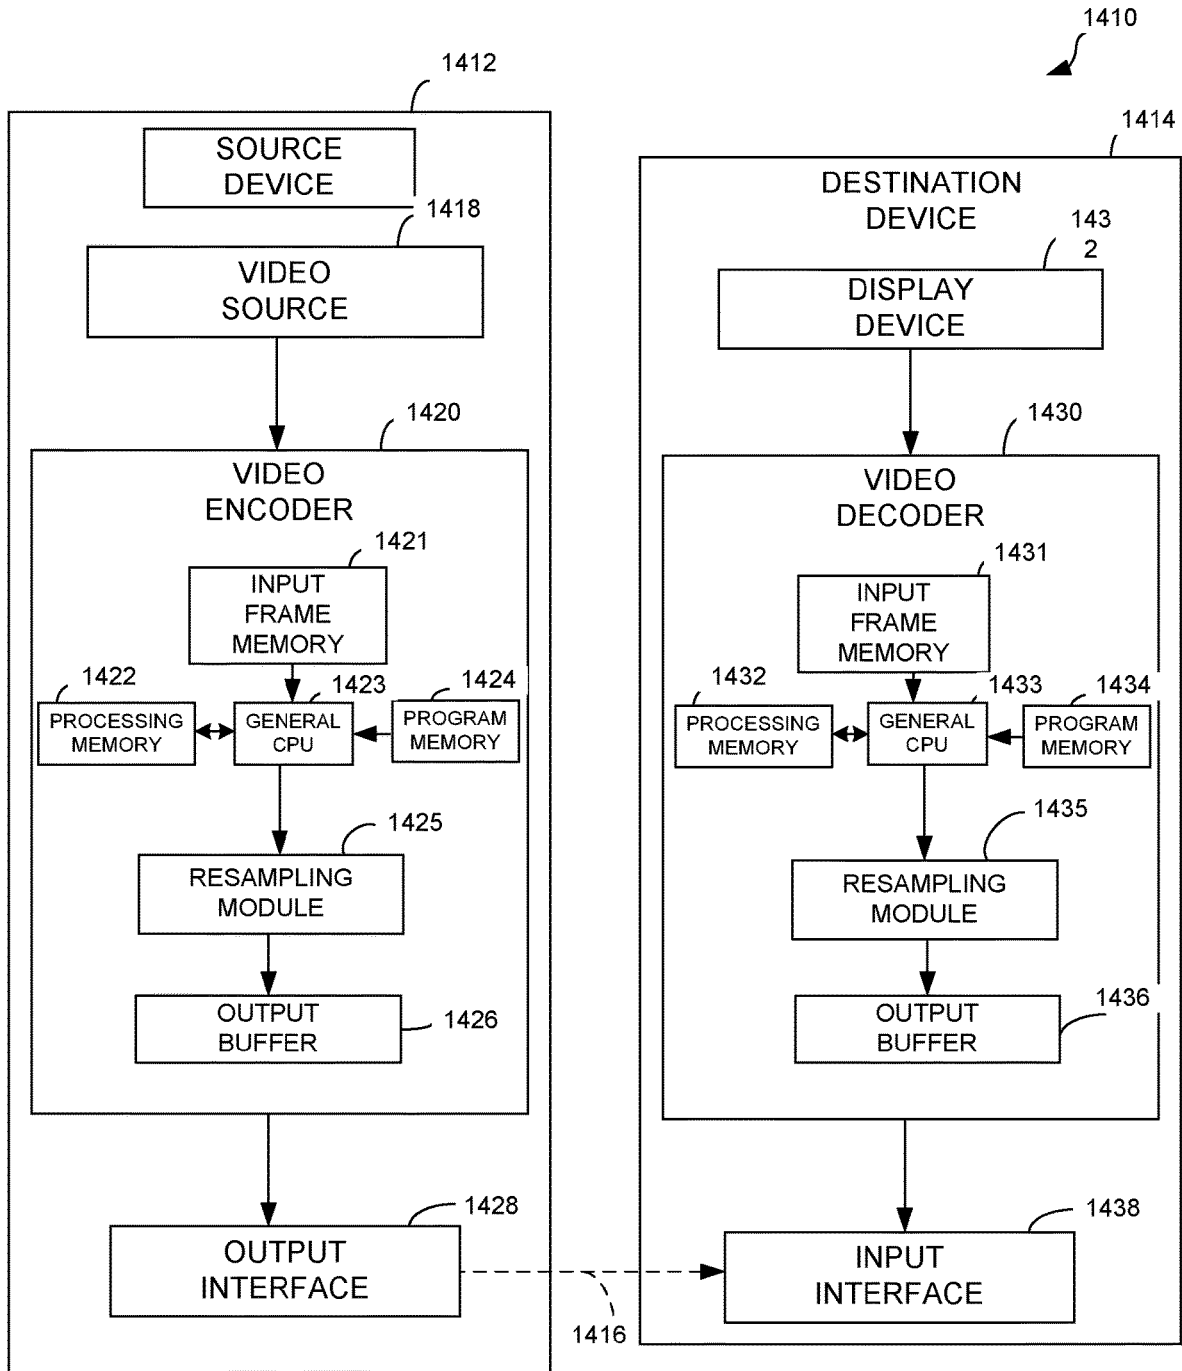 1410
1412
SOURCE
DEVICE
1418
VIDEO
SOURCE
1420
VIDEO
ENCODER
1421
INPUT
FRAME
MEMORY
1422
1423
1424
PROCESSING
MEMORY
GENERAL
CPU
PROGRAM
MEMORY
1425
RESAMPLING
MODULE
OUTPUT
BUFFER
1426
1428
OUTPUT
INTERFACE
1416
1414
DESTINATION
DEVICE
143
2
DISPLAY
DEVICE
1430
VIDEO
DECODER
1431
INPUT
FRAME
MEMORY
1432
1433
1434
PROCESSING
MEMORY
GENERAL
CPU
PROGRAM
MEMORY
1435
RESAMPLING
MODULE
OUTPUT
BUFFER
1436
1438
INPUT
INTERFACE